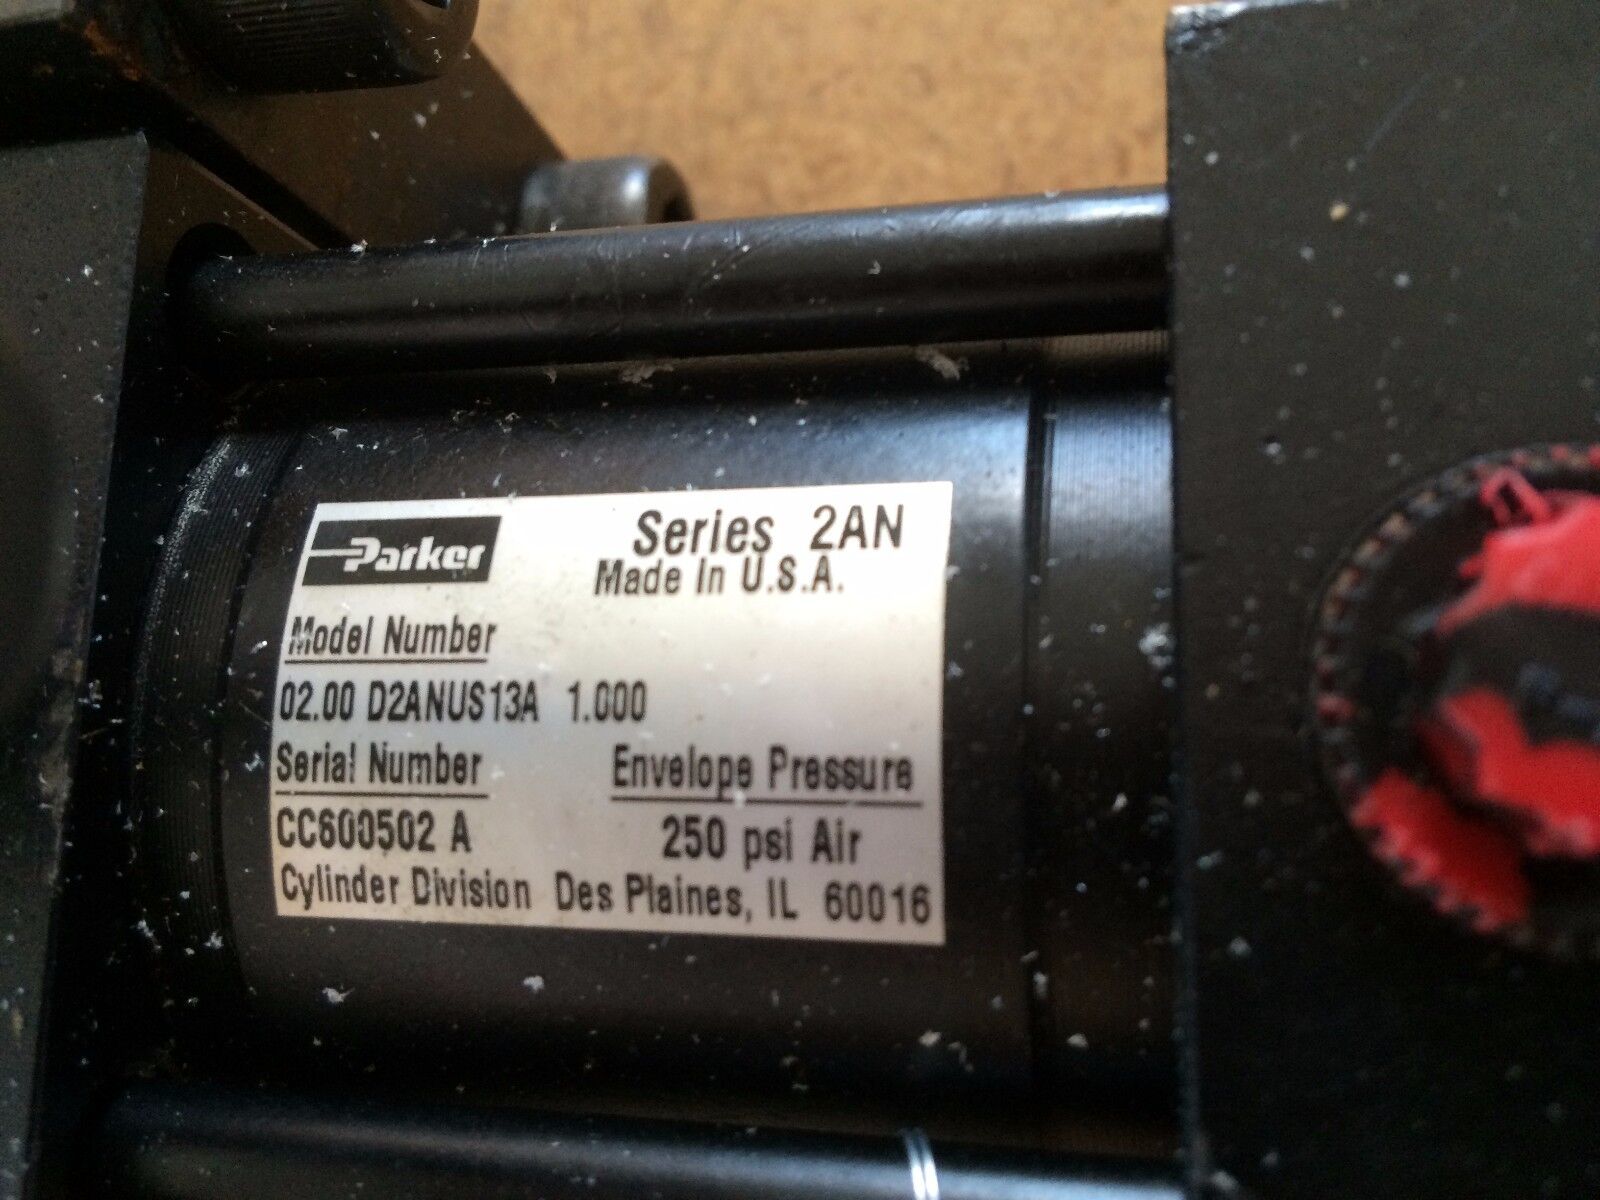 Parker
Series 2AN
Made In U.S.A.
Model Number
02.00 D2ANUS13A 1.000
Serial Number Envelope Pressure
CC600502 A 250 psi Air
Cylinder Division Des Plaines, IL 60016